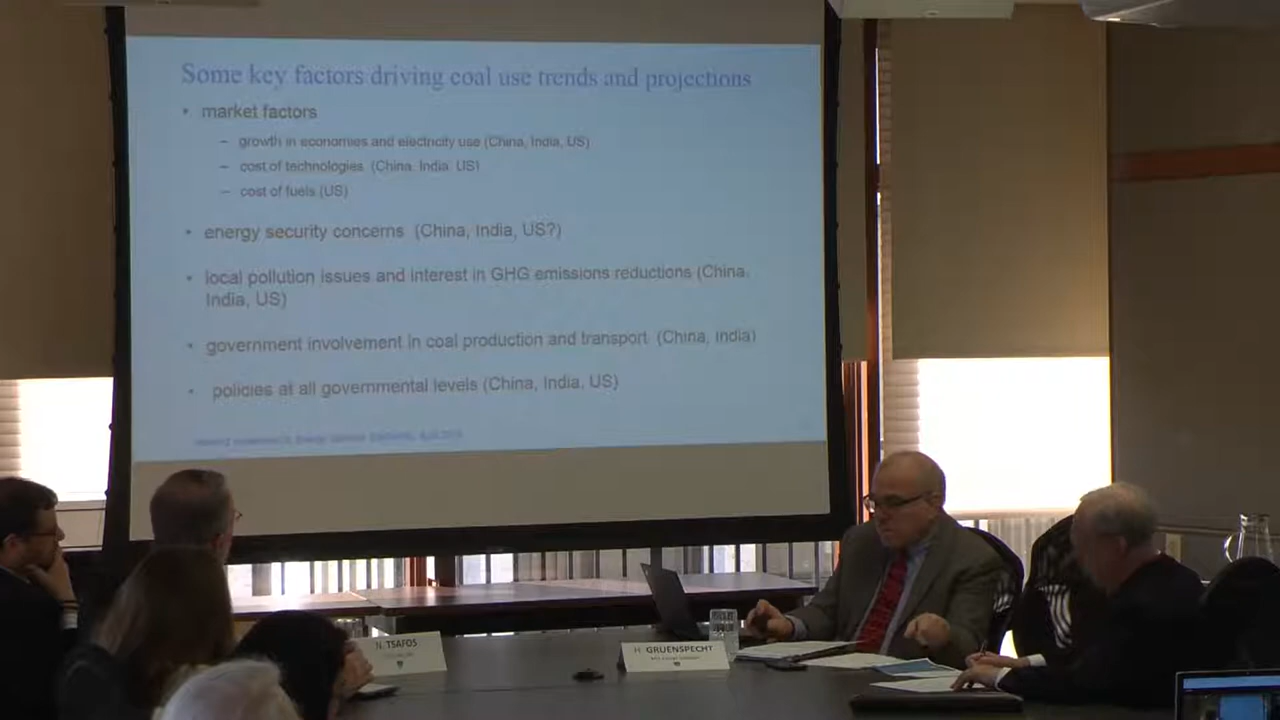 Some key factors driving coal use trends and projections
• market factors
– growth in economies and electricity use (China, India, US)
– cost of technologies (China, India, US)
– cost of fuels (US)
• energy security concerns (China, India, US?)
• local pollution issues and interest in GHG emissions reductions (China,
India, US)
• government involvement in coal production and transport (China, India)
• policies at all governmental levels (China, India, US)
N. TSAFOS
H. GRUENSPECHT